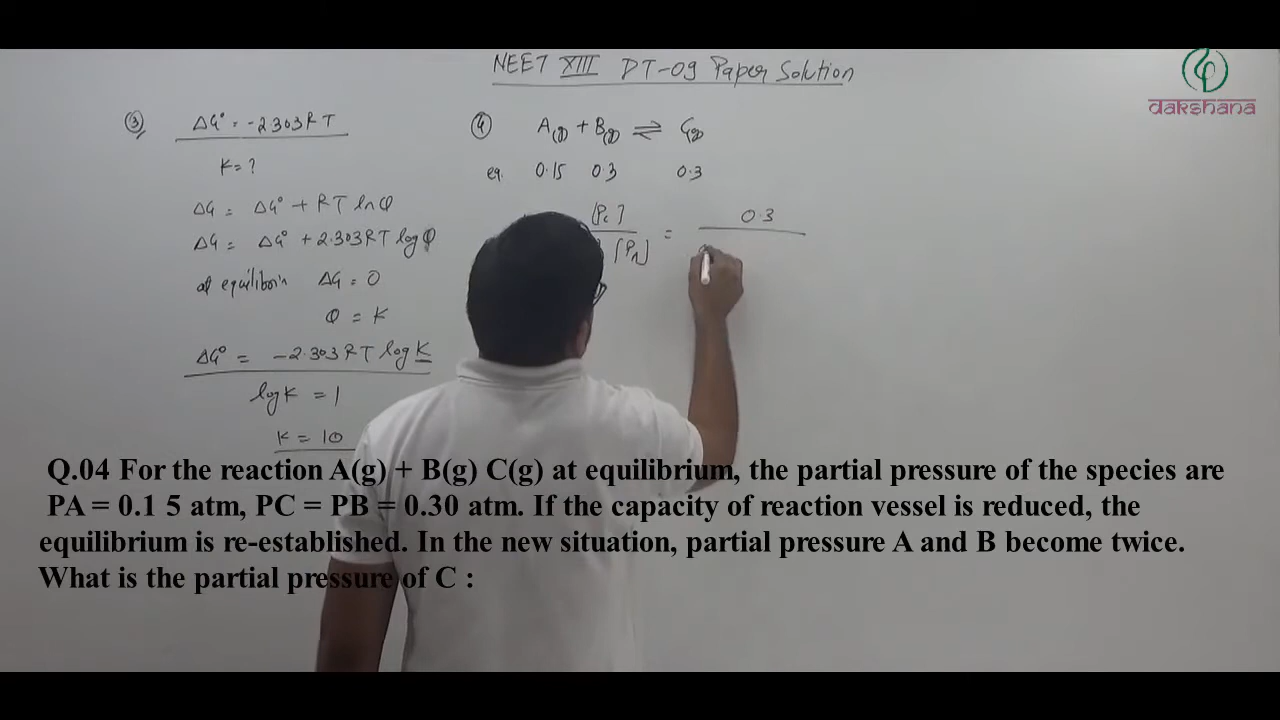 NEET XIII DT-09 Paper Solution
dakshana
③ ΔG° = -2.303RT
K = ?
ΔG = ΔG° + RT ln Q
ΔG = ΔG° + 2.303RT log Q
at equilibrin ΔG = 0
Q = K
ΔG° = -2.303RT log K
log K = 1
K = 10
④ A(g) + B(g) ⇌ C(g)
eq. 0.15 0.3 0.3
[Pc] = 0.3
Q.04 For the reaction A(g) + B(g) C(g) at equilibrium, the partial pressure of the species are
PA = 0.1 5 atm, PC = PB = 0.30 atm. If the capacity of reaction vessel is reduced, the
equilibrium is re-established. In the new situation, partial pressure A and B become twice.
What is the partial pressure of C :